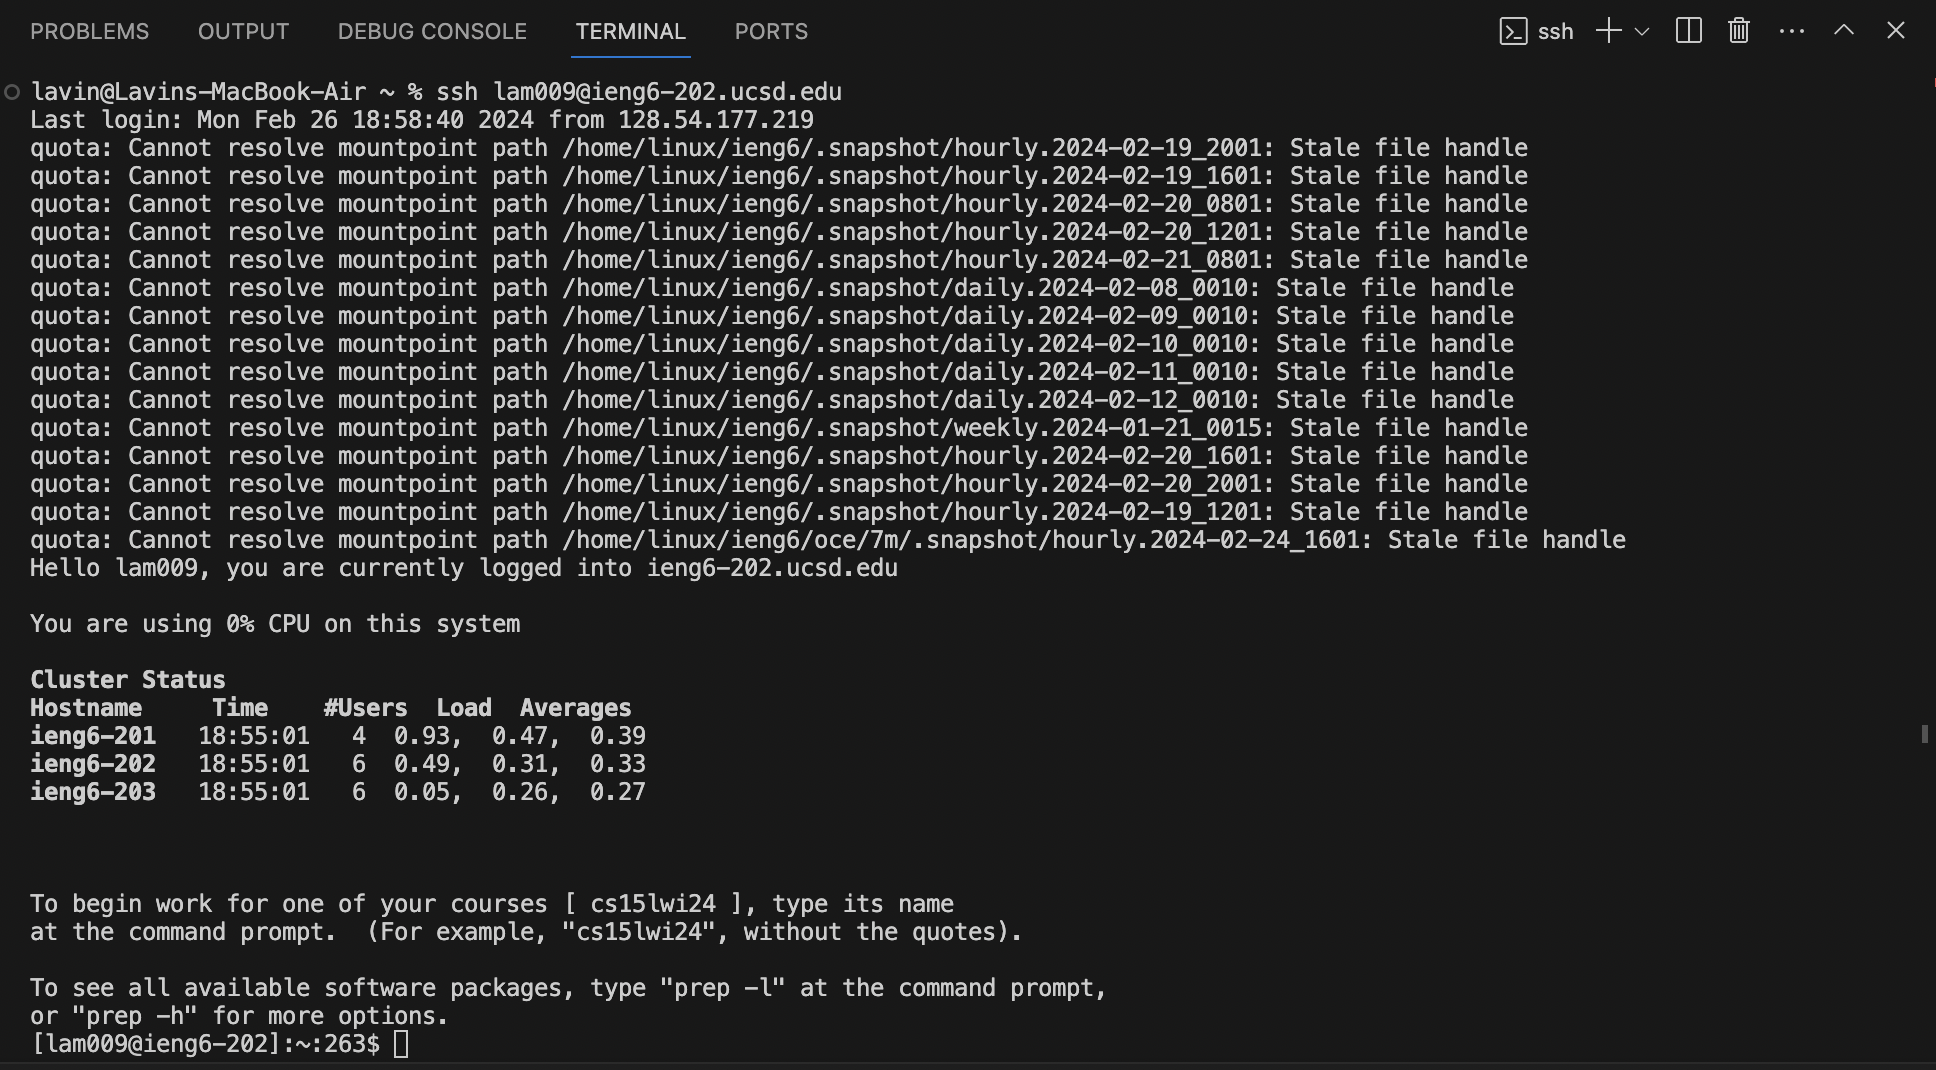 PROBLEMS OUTPUT DEBUG CONSOLE TERMINAL PORTS ssh
lavin@Lavins-MacBook-Air ~ % ssh lam009@ieng6-202.ucsd.edu
Last login: Mon Feb 26 18:58:40 2024 from 128.54.177.219
quota: Cannot resolve mountpoint path /home/linux/ieng6/.snapshot/hourly.2024-02-19_2001: Stale file handle
quota: Cannot resolve mountpoint path /home/linux/ieng6/.snapshot/hourly.2024-02-19_1601: Stale file handle
quota: Cannot resolve mountpoint path /home/linux/ieng6/.snapshot/hourly.2024-02-20_0801: Stale file handle
quota: Cannot resolve mountpoint path /home/linux/ieng6/.snapshot/hourly.2024-02-20_1201: Stale file handle
quota: Cannot resolve mountpoint path /home/linux/ieng6/.snapshot/hourly.2024-02-21_0801: Stale file handle
quota: Cannot resolve mountpoint path /home/linux/ieng6/.snapshot/daily.2024-02-08_0010: Stale file handle
quota: Cannot resolve mountpoint path /home/linux/ieng6/.snapshot/daily.2024-02-09_0010: Stale file handle
quota: Cannot resolve mountpoint path /home/linux/ieng6/.snapshot/daily.2024-02-10_0010: Stale file handle
quota: Cannot resolve mountpoint path /home/linux/ieng6/.snapshot/daily.2024-02-11_0010: Stale file handle
quota: Cannot resolve mountpoint path /home/linux/ieng6/.snapshot/daily.2024-02-12_0010: Stale file handle
quota: Cannot resolve mountpoint path /home/linux/ieng6/.snapshot/weekly.2024-01-21_0015: Stale file handle
quota: Cannot resolve mountpoint path /home/linux/ieng6/.snapshot/hourly.2024-02-20_1601: Stale file handle
quota: Cannot resolve mountpoint path /home/linux/ieng6/.snapshot/hourly.2024-02-20_2001: Stale file handle
quota: Cannot resolve mountpoint path /home/linux/ieng6/.snapshot/hourly.2024-02-19_1201: Stale file handle
quota: Cannot resolve mountpoint path /home/linux/ieng6/oce/7m/.snapshot/hourly.2024-02-24_1601: Stale file handle
Hello lam009, you are currently logged into ieng6-202.ucsd.edu
You are using 0% CPU on this system
Cluster Status
Hostname Time #Users Load Averages
ieng6-201 18:55:01 4 0.93, 0.47, 0.39
ieng6-202 18:55:01 6 0.49, 0.31, 0.33
ieng6-203 18:55:01 6 0.05, 0.26, 0.27
To begin work for one of your courses [ cs15lwi24 ], type its name
at the command prompt. (For example, "cs15lwi24", without the quotes).
To see all available software packages, type "prep -l" at the command prompt,
or "prep -h" for more options.
[lam009@ieng6-202]:~:263$